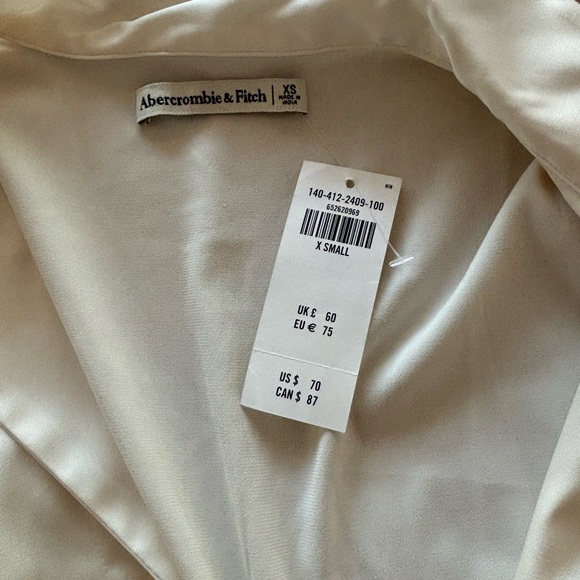 Abercrombie & Fitch | XS
MADE IN
INDIA
140-412-2409-100
652620969
X SMALL
UK £ 60
EU € 75
US $ 70
CAN $ 87